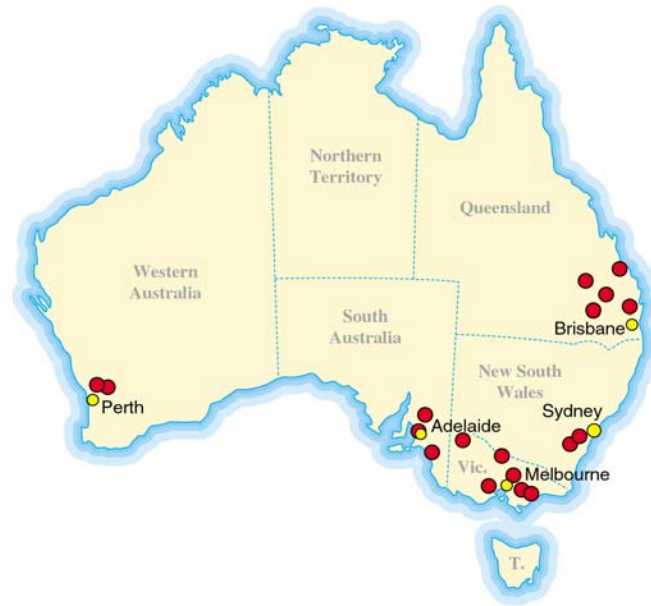 Northern
Territory
Queensland
Western
Australia
South
Australia
Brisbane
New South
Wales
Perth
Adelaide
Sydney
Vic.
Melbourne
T.